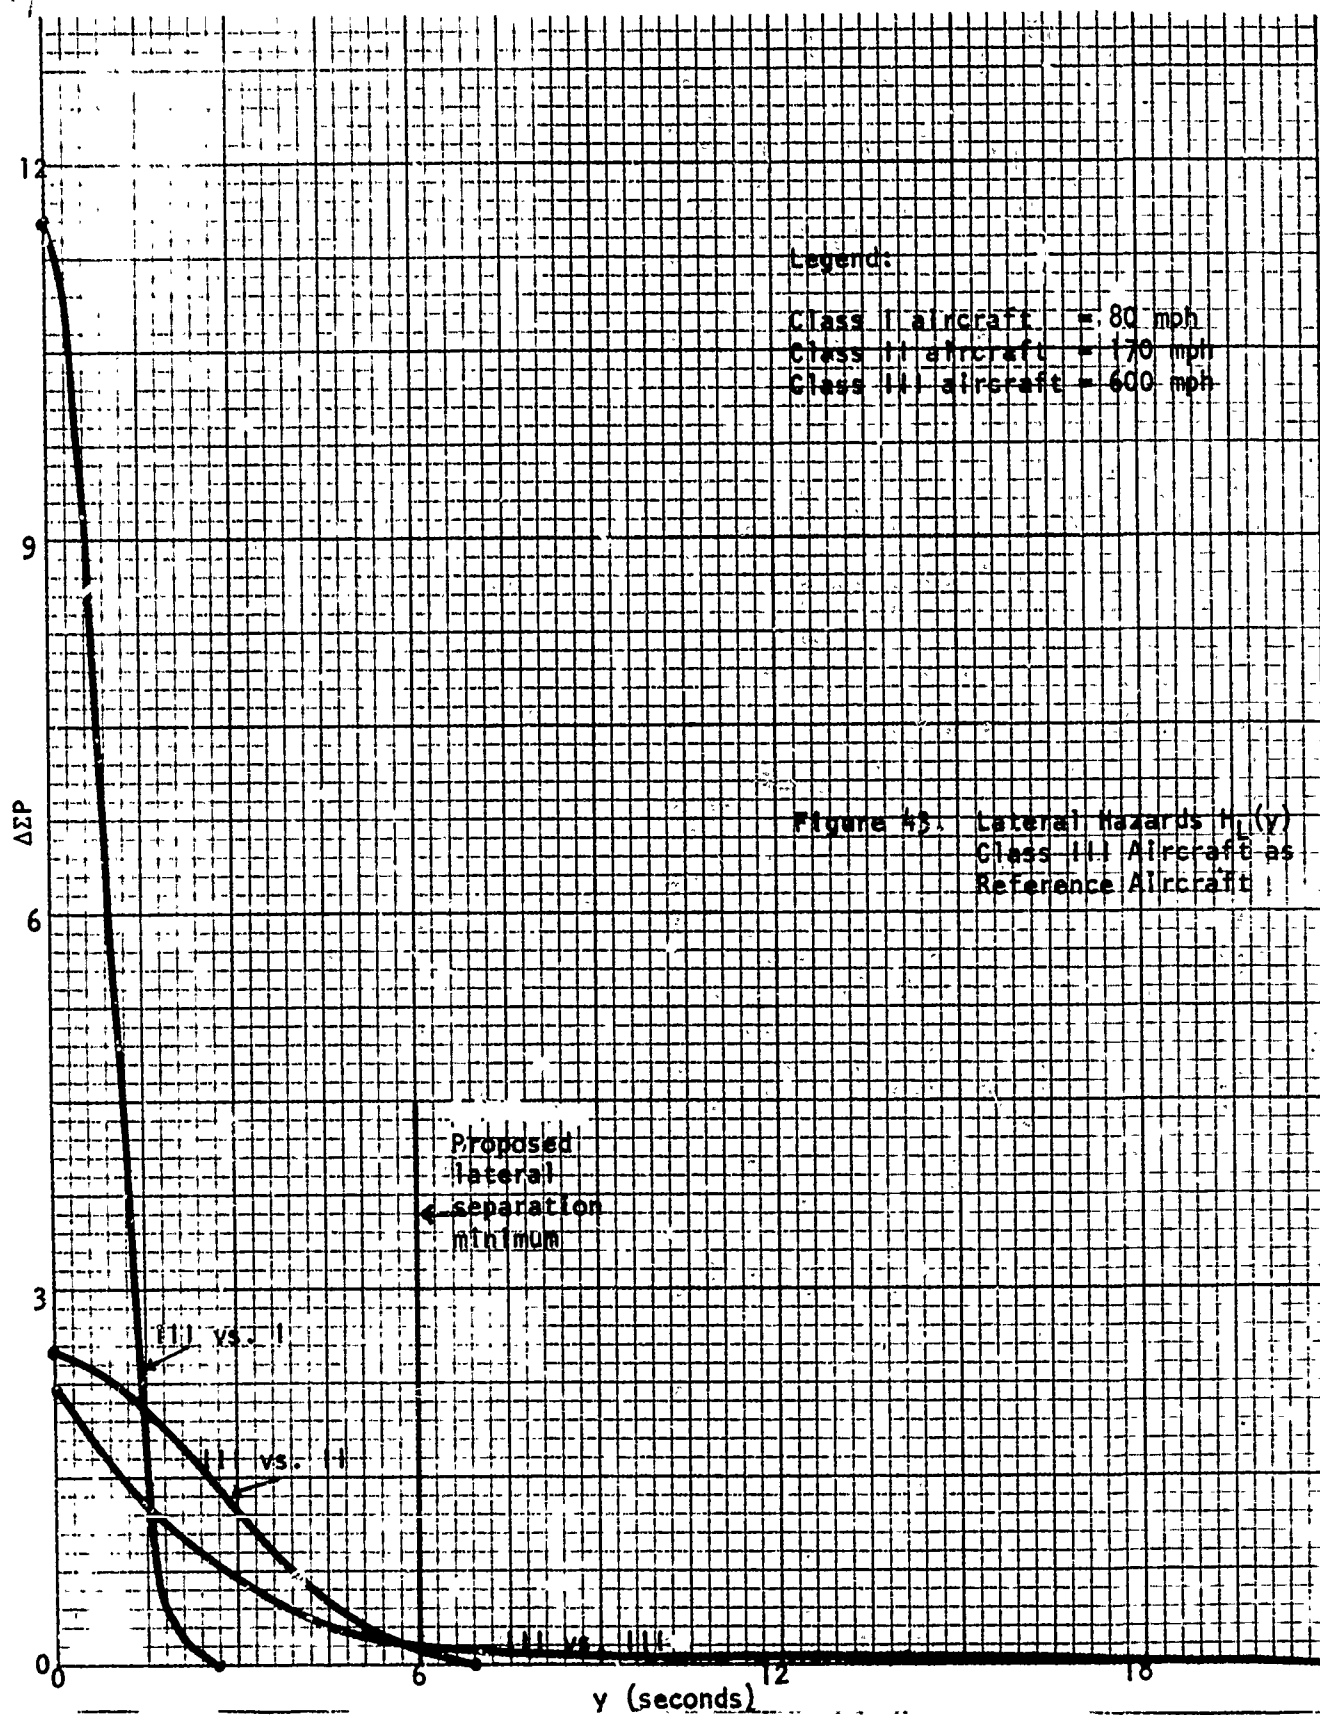 12
Legend:
Class I aircraft = 80 mph
Class II aircraft = 170 mph
Class III aircraft = 600 mph
9
ΔΣP
Figure 43. Lateral Hazards H_L(y)
Class III Aircraft as
Reference Aircraft
6
Proposed
lateral
separation
minimum
3
III vs. I
III vs. II
III vs. III
0
0 6 12 18
y (seconds)